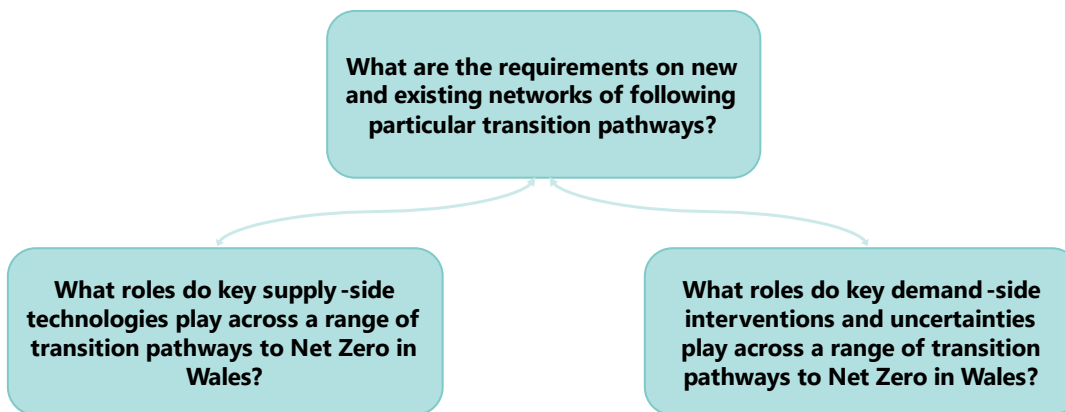 What are the requirements on new
and existing networks of following
particular transition pathways?
What roles do key supply-side
technologies play across a range of
transition pathways to Net Zero in
Wales?
What roles do key demand-side
interventions and uncertainties
play across a range of transition
pathways to Net Zero in Wales?